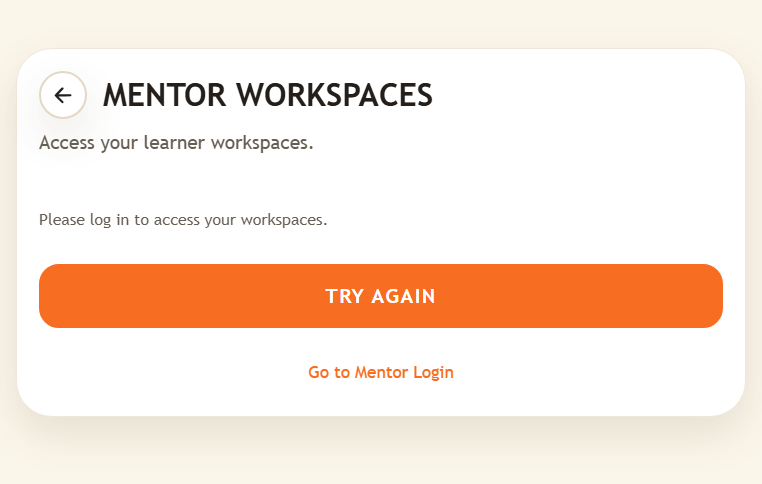 MENTOR WORKSPACES
Access your learner workspaces.
Please log in to access your workspaces.
TRY AGAIN
Go to Mentor Login